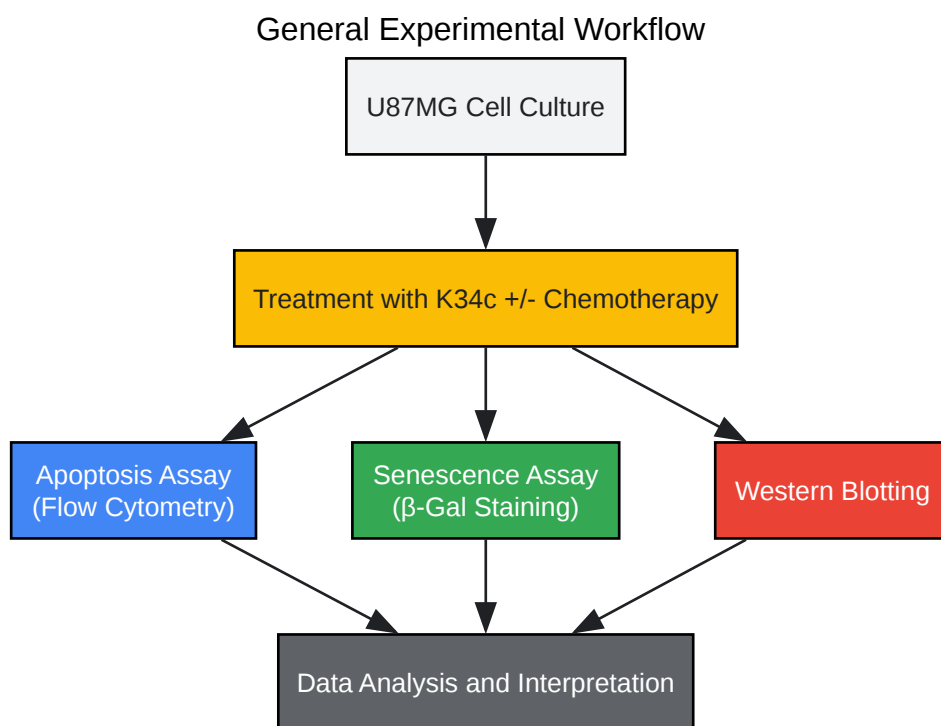 General Experimental Workflow
U87MG Cell Culture
Treatment with K34c +/- Chemotherapy
Apoptosis Assay
(Flow Cytometry)
Senescence Assay
(β-Gal Staining)
Western Blotting
Data Analysis and Interpretation